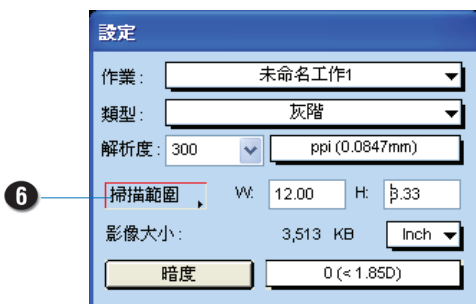 設定
作業： 未命名工作1
類型： 灰階
解析度： 300 ppi (0.0847mm)
6 掃描範圍 W: 12.00 H: 3.33
影像大小： 3,513 KB Inch
暗度 0 (< 1.85D)